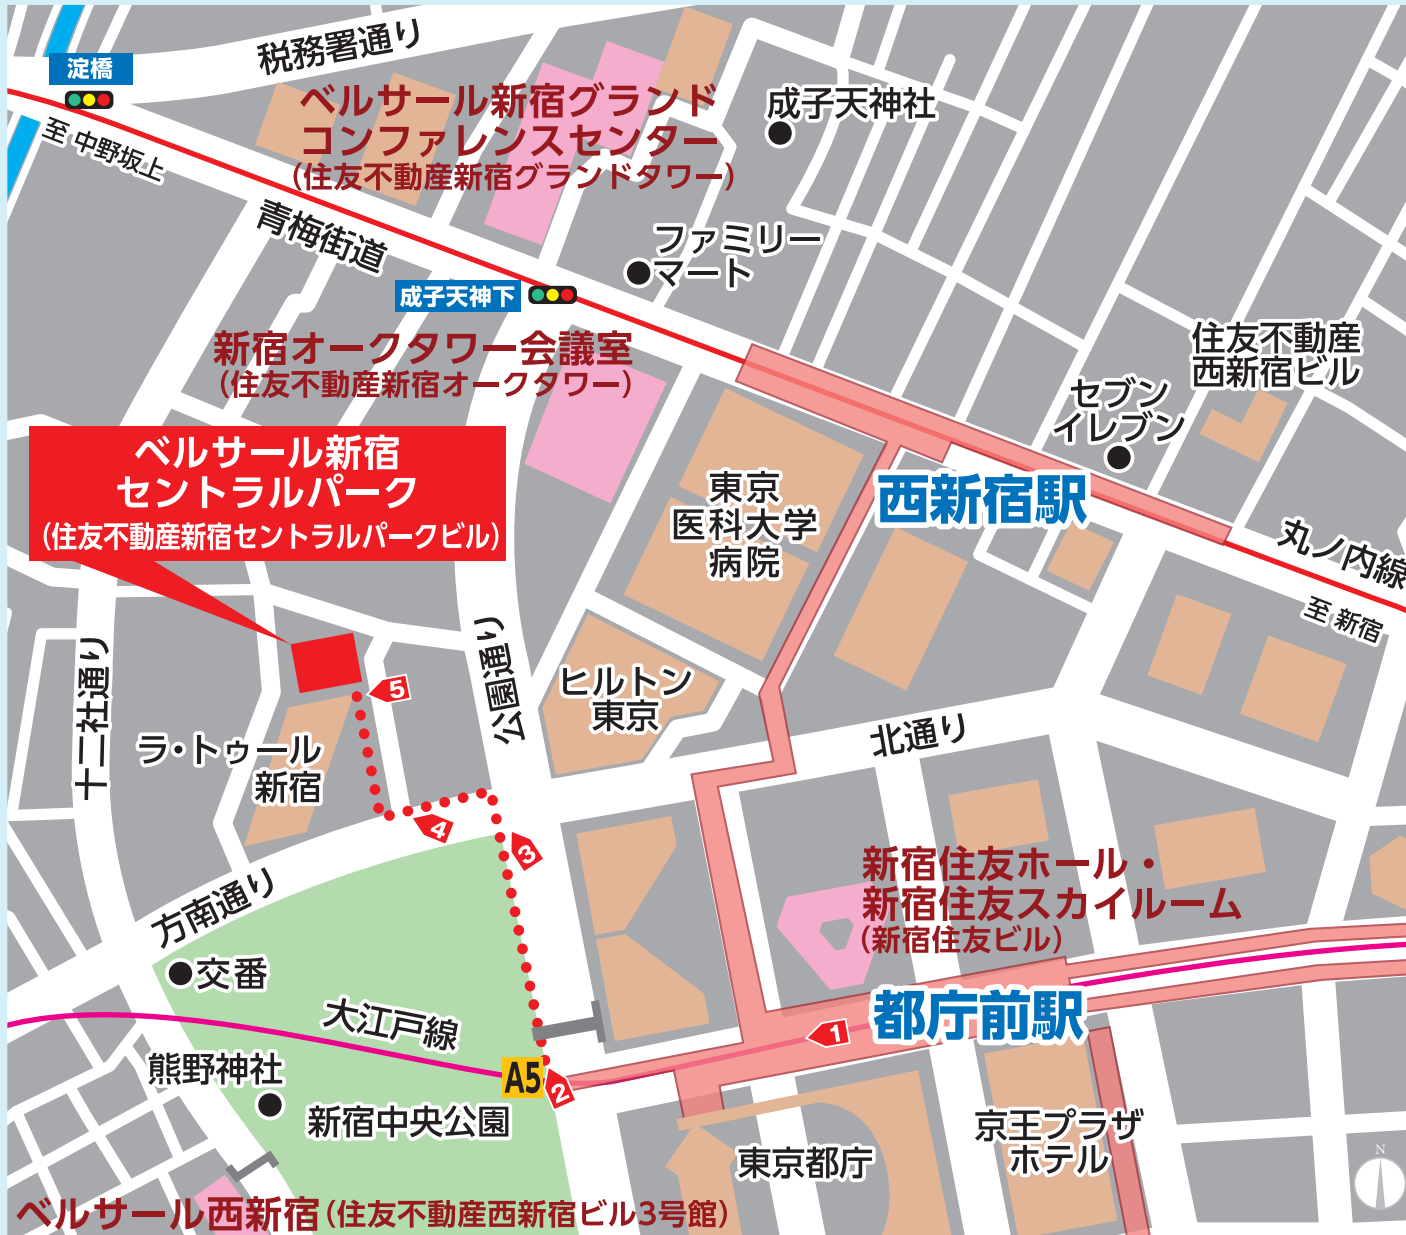 税務署通り
淀橋
至 中野坂上
ベルサール新宿グランド
コンファレンスセンター
(住友不動産新宿グランドタワー)
成子天神社
青梅街道
ファミリー
マート
成子天神下
新宿オークタワー会議室
(住友不動産新宿オークタワー)
住友不動産
西新宿ビル
セブン
イレブン
ベルサール新宿
セントラルパーク
(住友不動産新宿セントラルパークビル)
東京
医科大学
病院
西新宿駅
丸ノ内線
至 新宿
十二社通り
公園通り
ヒルトン
東京
5
ラ・トゥール
新宿
北通り
4
3
新宿住友ホール・
新宿住友スカイルーム
(新宿住友ビル)
方南通り
交番
大江戸線
都庁前駅
1
熊野神社
A5
2
新宿中央公園
東京都庁
京王プラザ
ホテル
N
ベルサール西新宿(住友不動産西新宿ビル3号館)